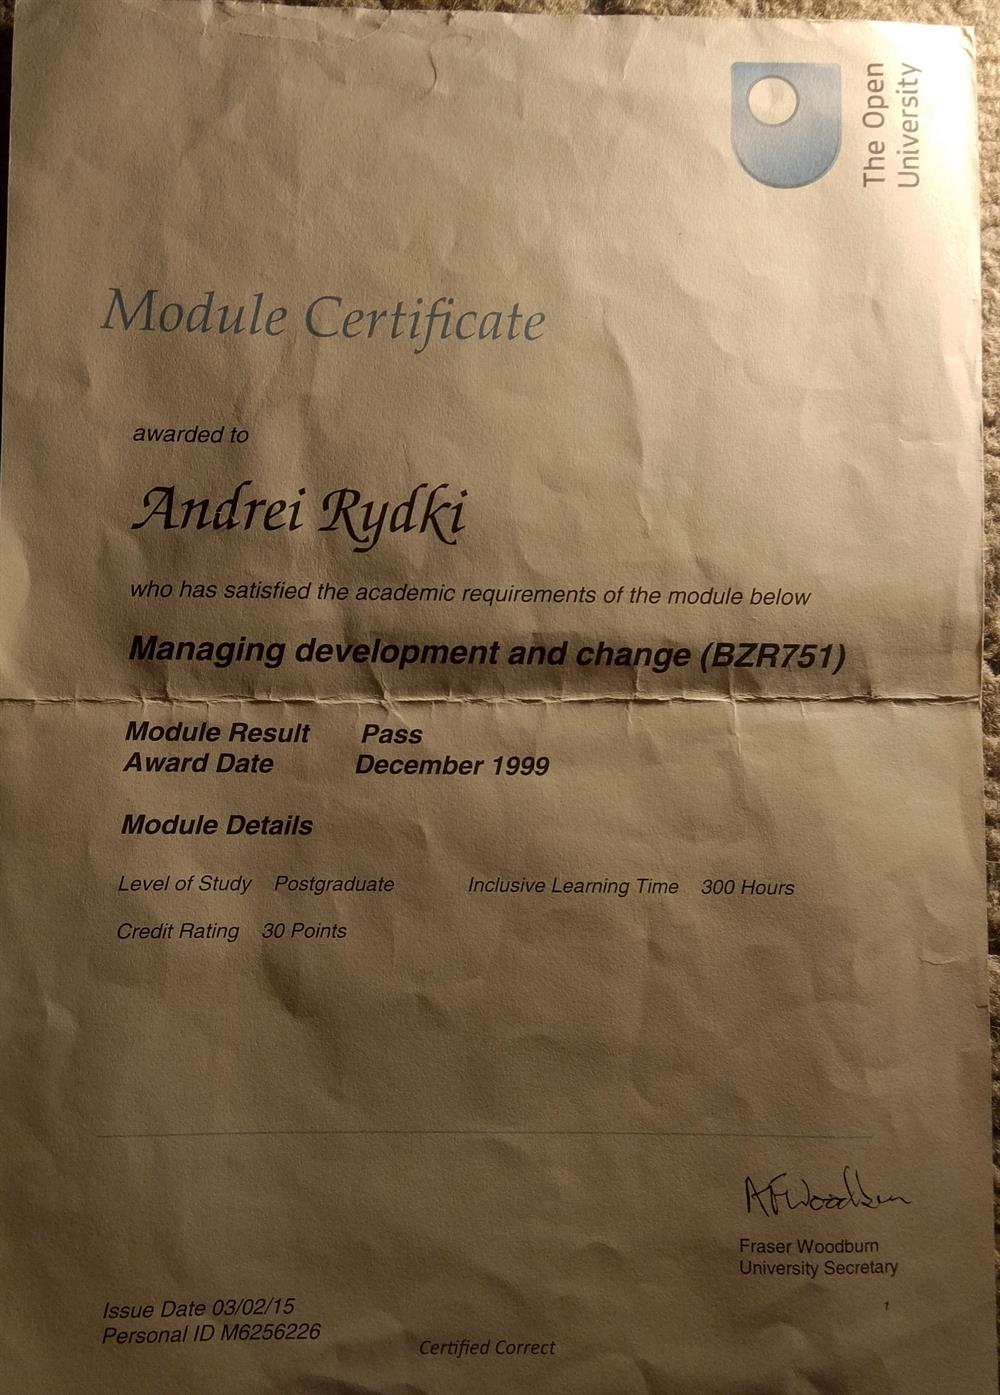 The Open
University
Module Certificate
awarded to
Andrei Rydki
who has satisfied the academic requirements of the module below
Managing development and change (BZR751)
Module Result Pass
Award Date December 1999
Module Details
Level of Study Postgraduate Inclusive Learning Time 300 Hours
Credit Rating 30 Points
AFWoodburn
Fraser Woodburn
University Secretary
1
Issue Date 03/02/15
Personal ID M6256226
Certified Correct